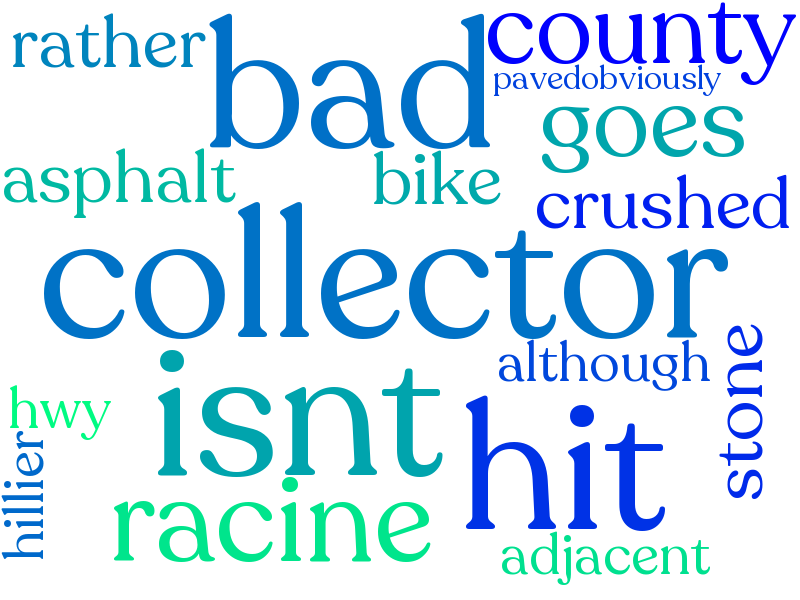 rather
bad
county
pavedobviously
goes
asphalt
bike
crushed
collector
although
stone
isnt
hit
hwy
hillier
racine
adjacent